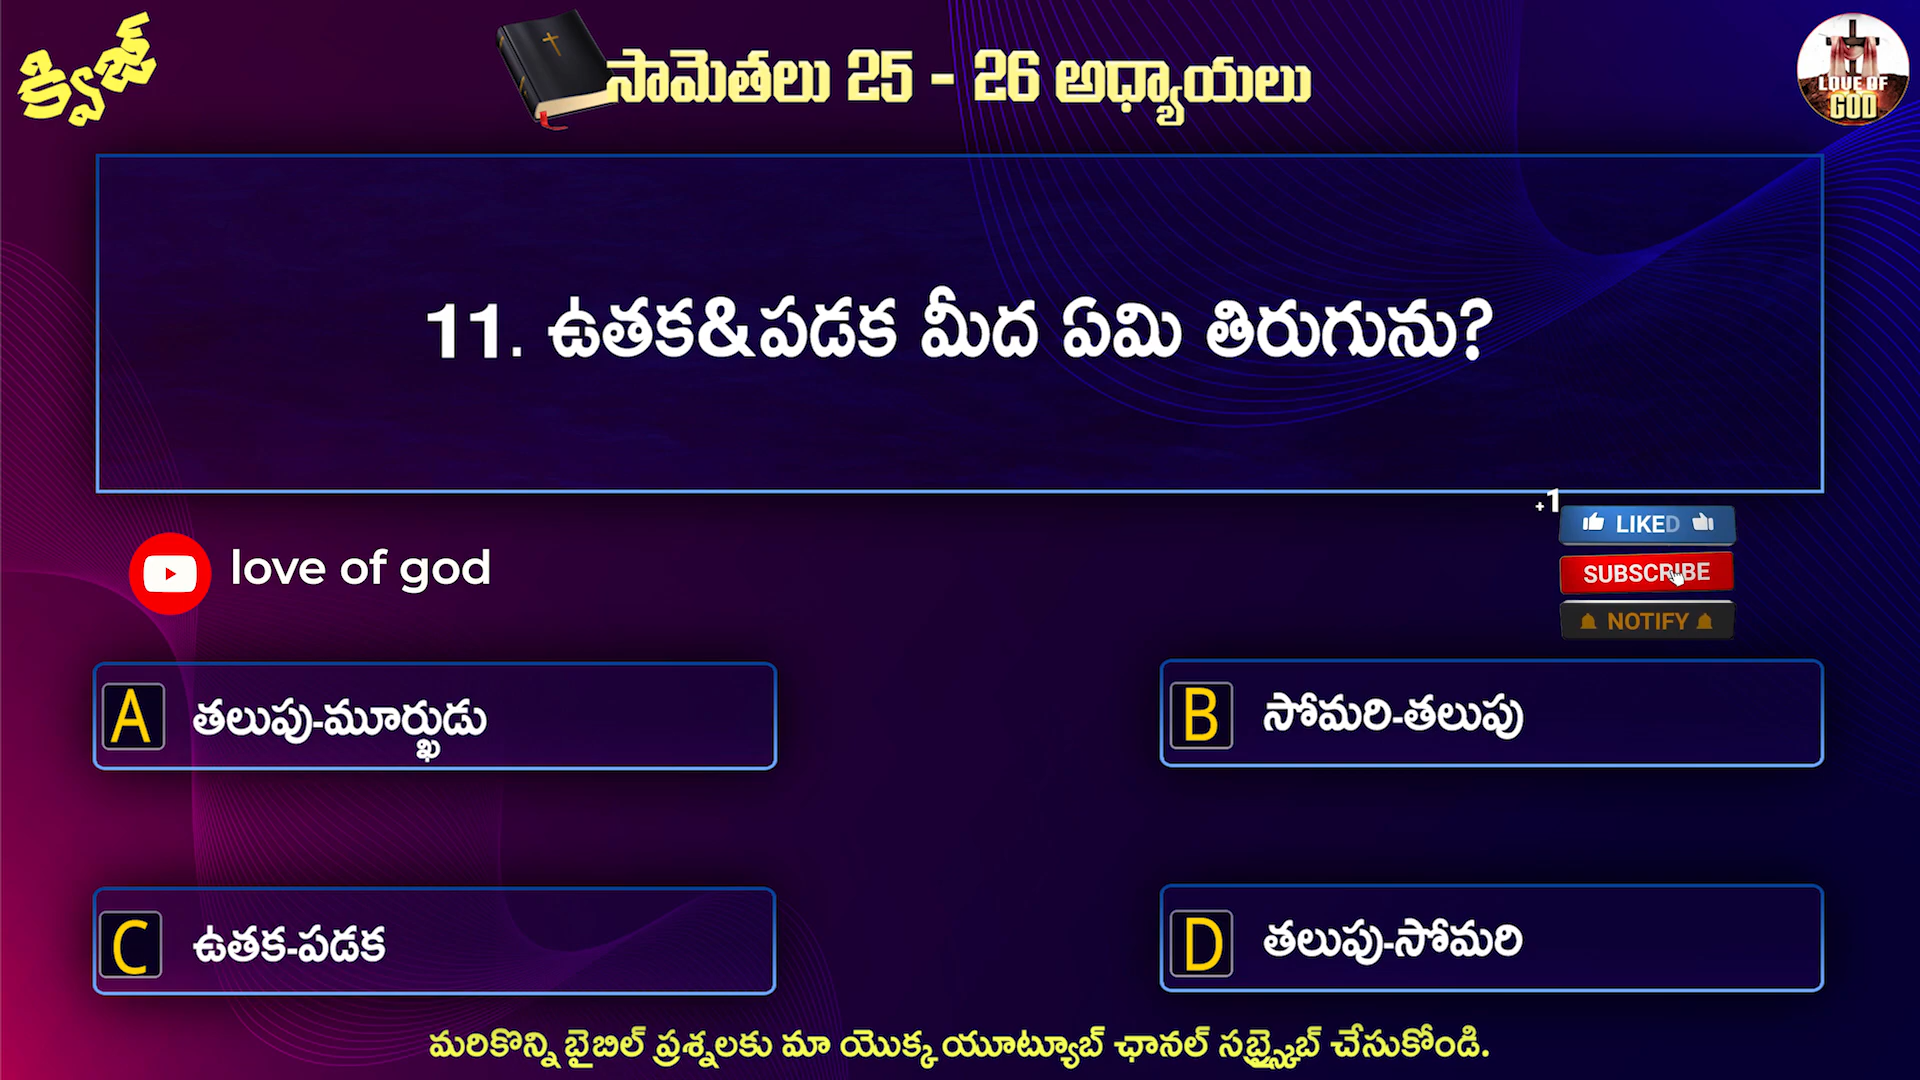 క్విజ్
సామెతలు 25 - 26 అధ్యాయలు
LOVE OF
GOD
11. ఉతక&పడక మీద ఏమి తిరుగును?
+1
LIKED
love of god
SUBSCRIBE
NOTIFY
A తలుపు-మూర్ఖుడు
B సోమరి-తలుపు
C ఉతక-పడక
D తలుపు-సోమరి
మరికొన్ని బైబిల్ ప్రశ్నలకు మా యొక్క యూట్యూబ్ ఛానల్ సబ్స్క్రైబ్ చేసుకోండి.